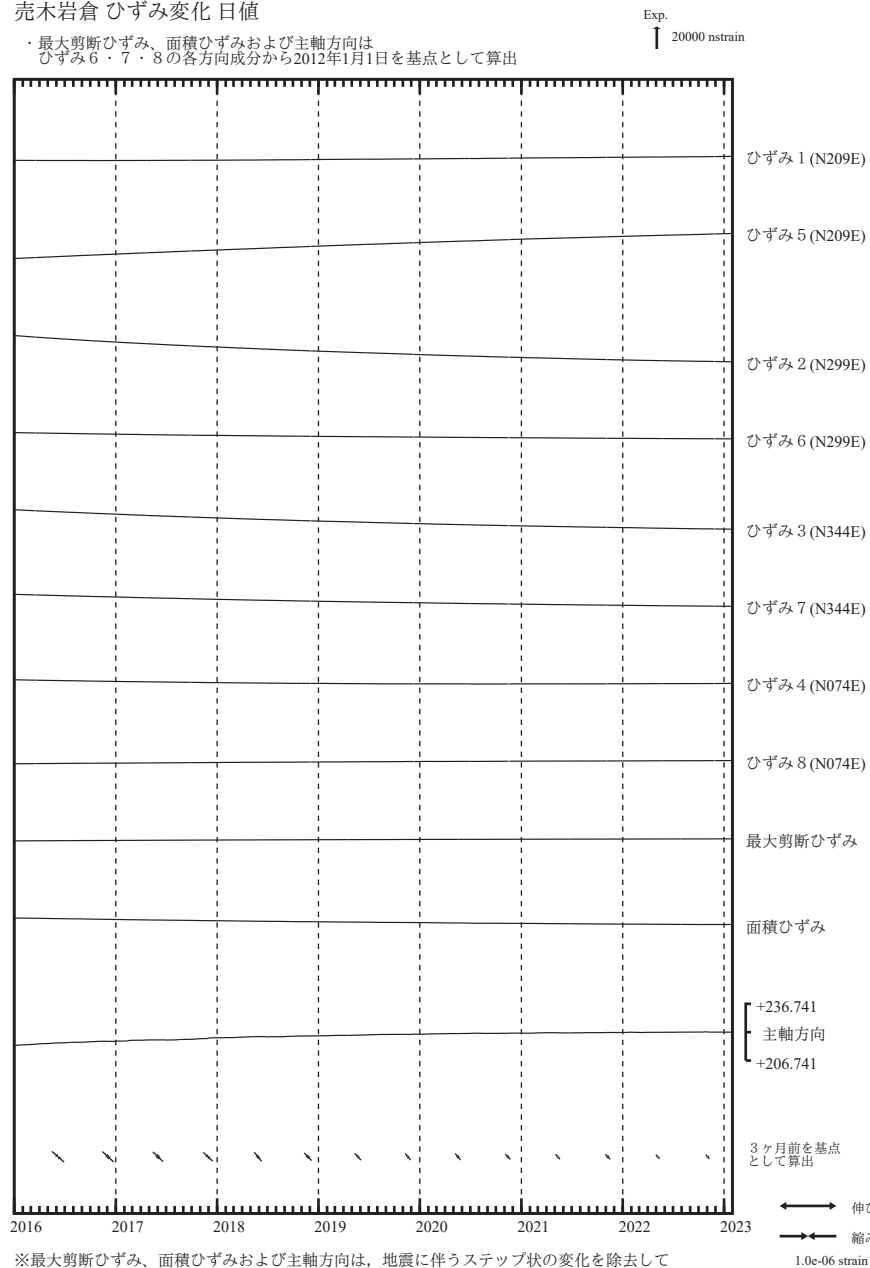 売木岩倉 ひずみ変化 日値
・最大剪断ひずみ、面積ひずみおよび主軸方向は
ひずみ６・７・８の各方向成分から2012年1月1日を基点として算出
Exp.
20000 nstrain
ひずみ１(N209E)
ひずみ５(N209E)
ひずみ２(N299E)
ひずみ６(N299E)
ひずみ３(N344E)
ひずみ７(N344E)
ひずみ４(N074E)
ひずみ８(N074E)
最大剪断ひずみ
面積ひずみ
+236.741
主軸方向
+206.741
３ヶ月前を基点
として算出
2016 2017 2018 2019 2020 2021 2022 2023
伸び
縮み
1.0e-06 strain
※最大剪断ひずみ、面積ひずみおよび主軸方向は，地震に伴うステップ状の変化を除去して